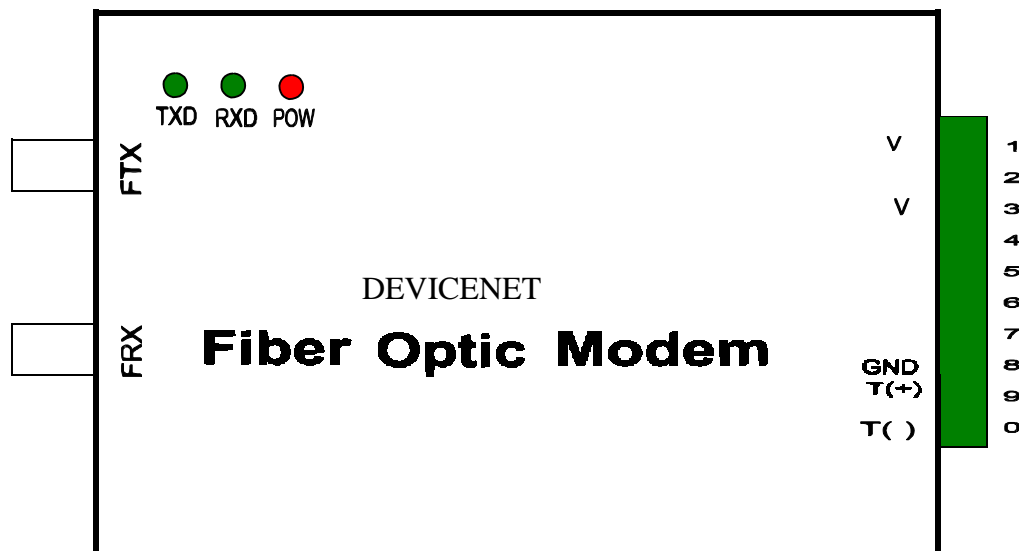 TXD RXD POW
FTX
FRX
DEVICENET
Fiber Optic Modem
V
V
GND
T(+)
T( )
1
2
3
4
5
6
7
8
9
0